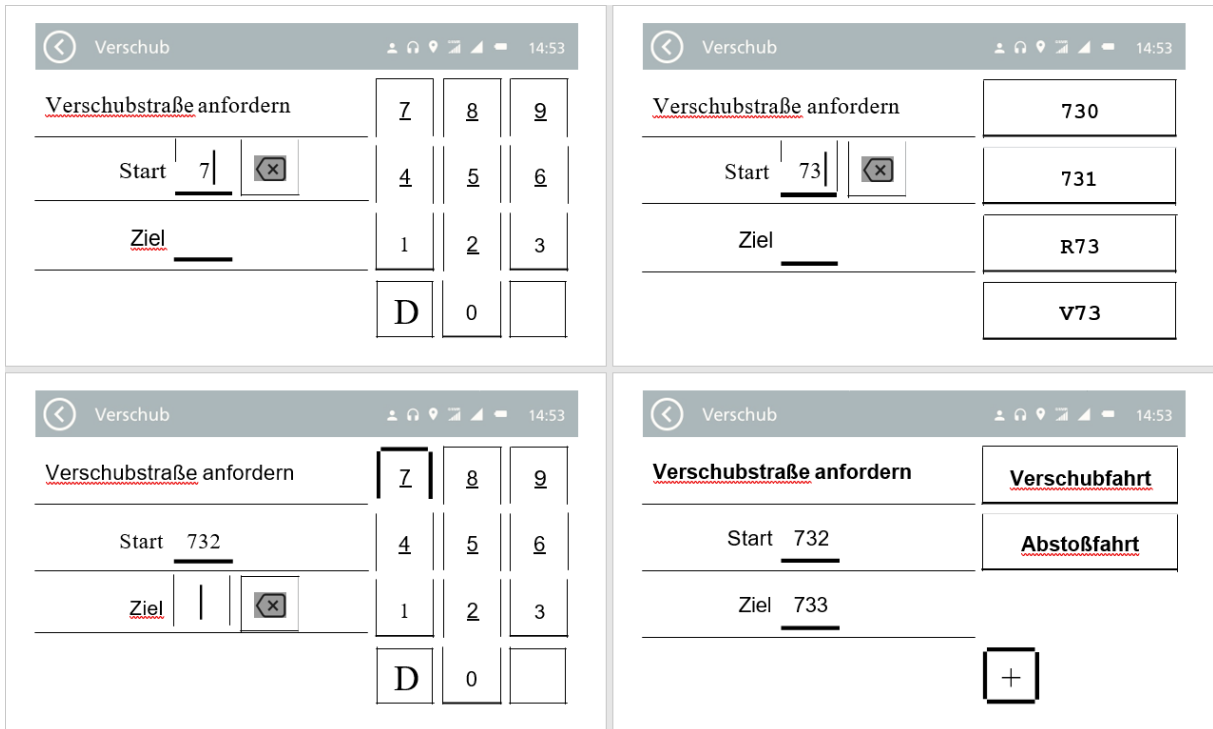 Verschub 14:53
Verschubstraße anfordern
7 8 9
Start 7
4 5 6
Ziel
1 2 3
D 0
Verschub 14:53
Verschubstraße anfordern
730
Start 73
731
Ziel
R73
V73
Verschub 14:53
Verschubstraße anfordern
7 8 9
Start 732
4 5 6
Ziel
1 2 3
D 0
Verschub 14:53
Verschubstraße anfordern
Verschubfahrt
Start 732
Abstoßfahrt
Ziel 733
+